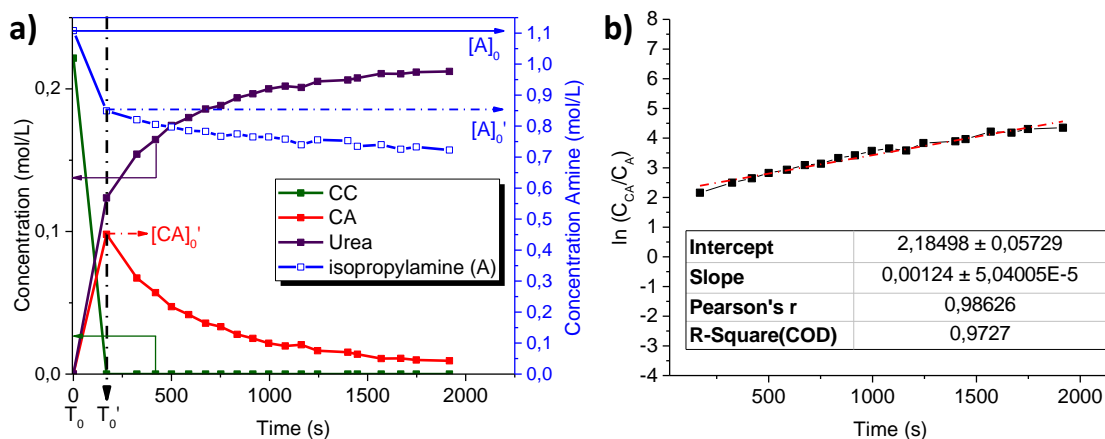 a)
Concentration (mol/L)
0,2
0,1
0,0
[A]₀
[A]₀'
[CA]₀'
CC
CA
Urea
isopropylamine (A)
1,1
1,0
0,9
0,8
0,7
0,6
0,5
0,4
0,3
0,2
0,1
0,0
Concentration Amine (mol/L)
0 500 1000 1500 2000
T₀ T₀'
Time (s)
b)
ln (C_CA/C_A)
8
7
6
5
4
3
2
1
0
-1
-2
-3
-4
Intercept 2,18498 ± 0,05729
Slope 0,00124 ± 5,04005E-5
Pearson's r 0,98626
R-Square(COD) 0,9727
500 1000 1500 2000
Time (s)